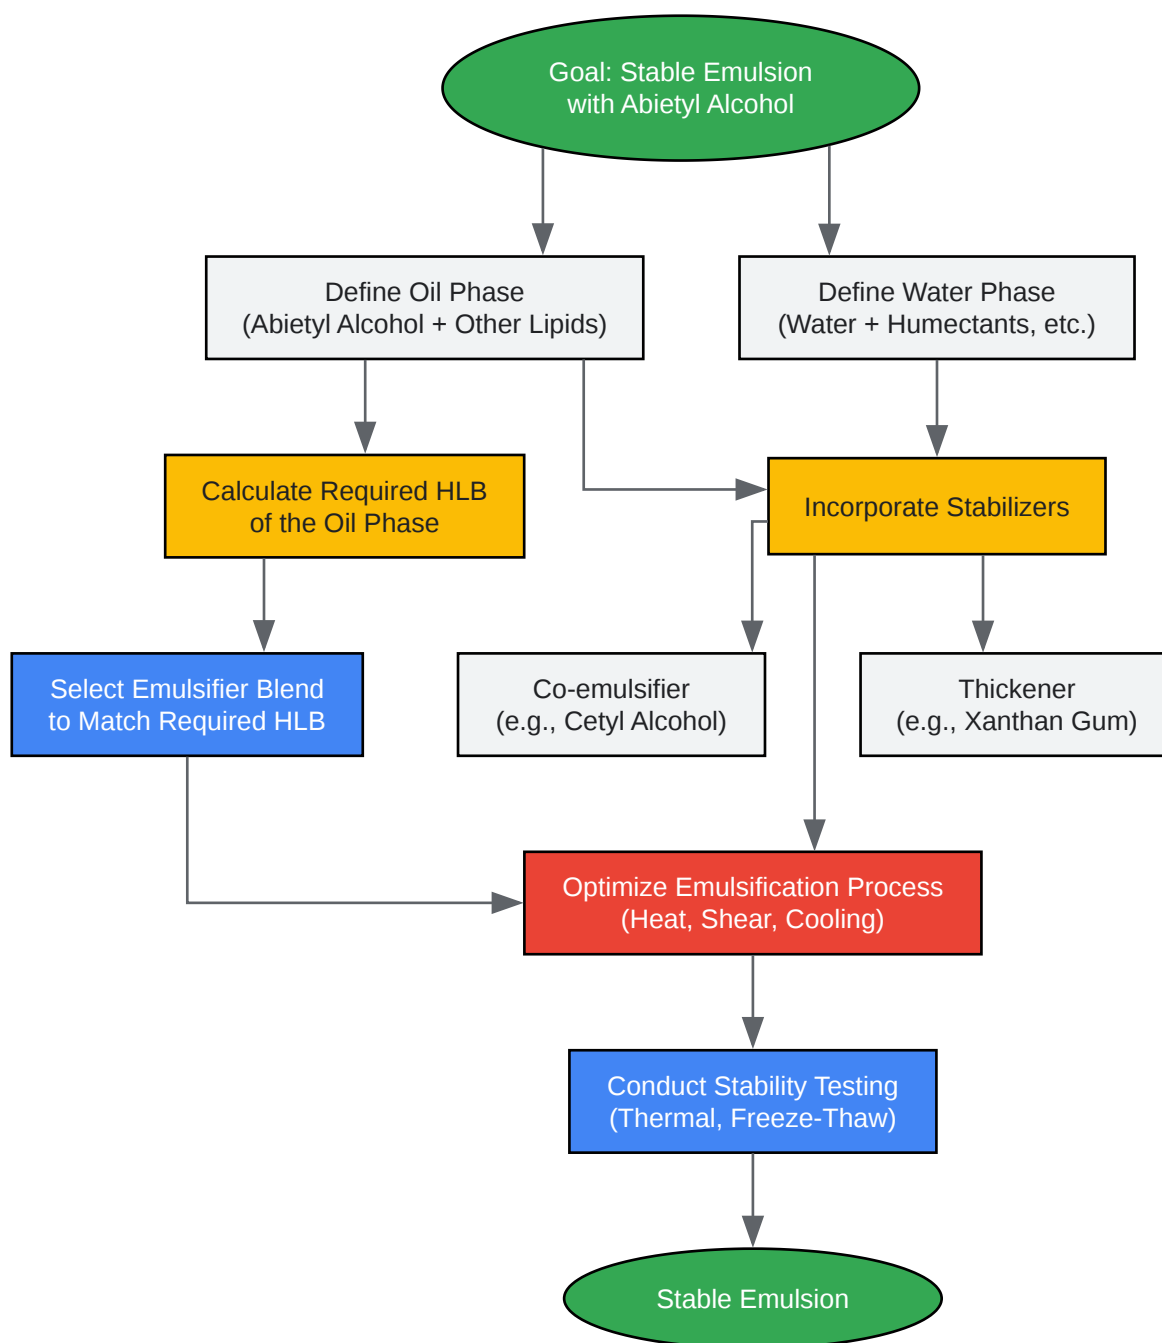 Goal: Stable Emulsion
with Abietyl Alcohol
Define Oil Phase
(Abietyl Alcohol + Other Lipids)
Define Water Phase
(Water + Humectants, etc.)
Calculate Required HLB
of the Oil Phase
Incorporate Stabilizers
Select Emulsifier Blend
to Match Required HLB
Co-emulsifier
(e.g., Cetyl Alcohol)
Thickener
(e.g., Xanthan Gum)
Optimize Emulsification Process
(Heat, Shear, Cooling)
Conduct Stability Testing
(Thermal, Freeze-Thaw)
Stable Emulsion